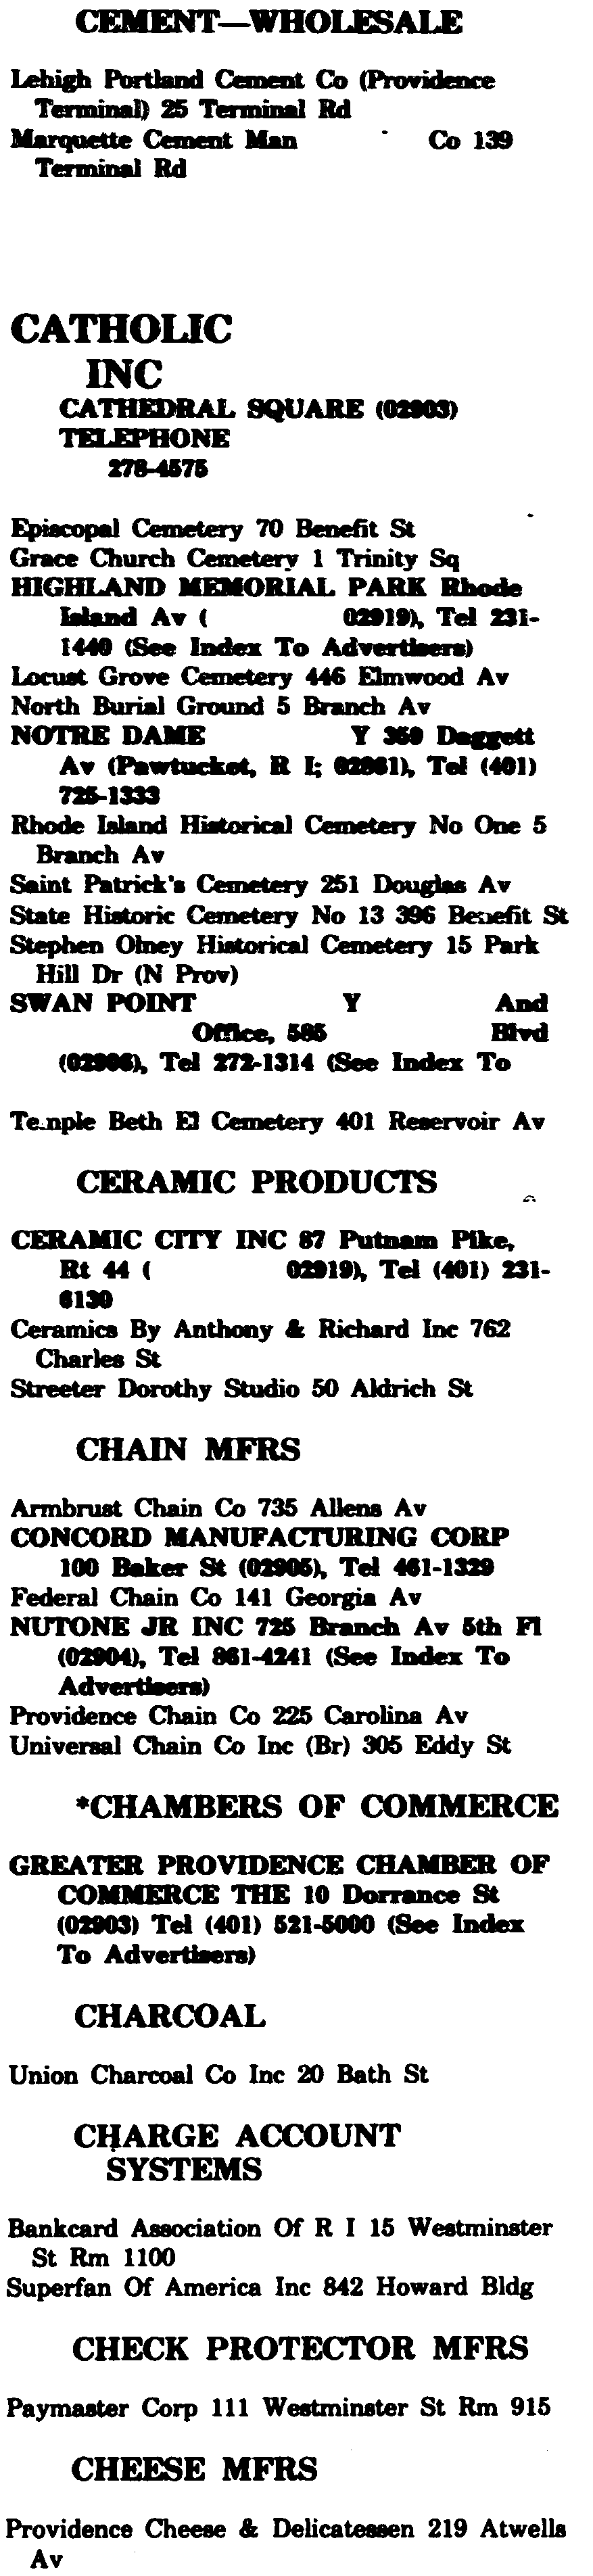 CEMENT—WHOLESALE
Lehigh Portland Cement Co (Providence
Terminal) 25 Terminal Rd
Marquette Cement Man Co 139
Terminal Rd
CATHOLIC
INC
CATHEDRAL SQUARE (02903)
TELEPHONE
278-4575
Episcopal Cemetery 70 Benefit St
Grace Church Cemetery 1 Trinity Sq
HIGHLAND MEMORIAL PARK Rhode
Island Av ( 02919), Tel 231-
1440 (See Index To Advertisers)
Locust Grove Cemetery 446 Elmwood Av
North Burial Ground 5 Branch Av
NOTRE DAME Y 359 Daggett
Av (Pawtucket, R I; 02861), Tel (401)
725-1333
Rhode Island Historical Cemetery No One 5
Branch Av
Saint Patrick's Cemetery 251 Douglas Av
State Historic Cemetery No 13 396 Benefit St
Stephen Olney Historical Cemetery 15 Park
Hill Dr (N Prov)
SWAN POINT Y And
Office, 585 Blvd
(02906), Tel 272-1314 (See Index To
Temple Beth El Cemetery 401 Reservoir Av
CERAMIC PRODUCTS
CERAMIC CITY INC 87 Putnam Pike,
Rt 44 ( 02919), Tel (401) 231-
6130
Ceramics By Anthony & Richard Inc 762
Charles St
Streeter Dorothy Studio 50 Aldrich St
CHAIN MFRS
Armbrust Chain Co 735 Allens Av
CONCORD MANUFACTURING CORP
100 Baker St (02905), Tel 461-1329
Federal Chain Co 141 Georgia Av
NUTONE JR INC 725 Branch Av 5th Fl
(02904), Tel 861-4241 (See Index To
Advertisers)
Providence Chain Co 225 Carolina Av
Universal Chain Co Inc (Br) 305 Eddy St
*CHAMBERS OF COMMERCE
GREATER PROVIDENCE CHAMBER OF
COMMERCE THE 10 Dorrance St
(02903) Tel (401) 521-5000 (See Index
To Advertisers)
CHARCOAL
Union Charcoal Co Inc 20 Bath St
CHARGE ACCOUNT
SYSTEMS
Bankcard Association Of R I 15 Westminster
St Rm 1100
Superfan Of America Inc 842 Howard Bldg
CHECK PROTECTOR MFRS
Paymaster Corp 111 Westminster St Rm 915
CHEESE MFRS
Providence Cheese & Delicatessen 219 Atwells
Av